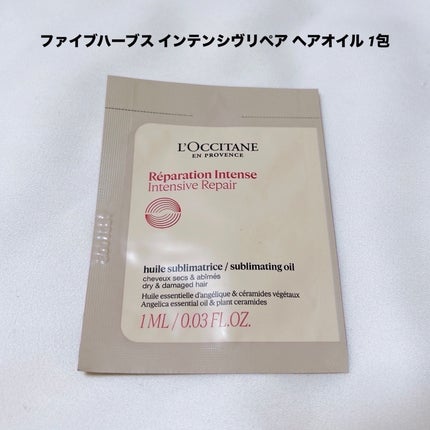 ファイブハーブス インテンシヴリペア ヘアオイル 1包
L'OCCITANE
EN PROVENCE
Réparation Intense
Intensive Repair
huile sublimatrice / sublimating oil
cheveux secs & abîmés
dry & damaged hair
Huile essentielle d'angélique & céramides végétaux
Angelica essential oil & plant ceramides
1 ML / 0.03 FL.OZ.